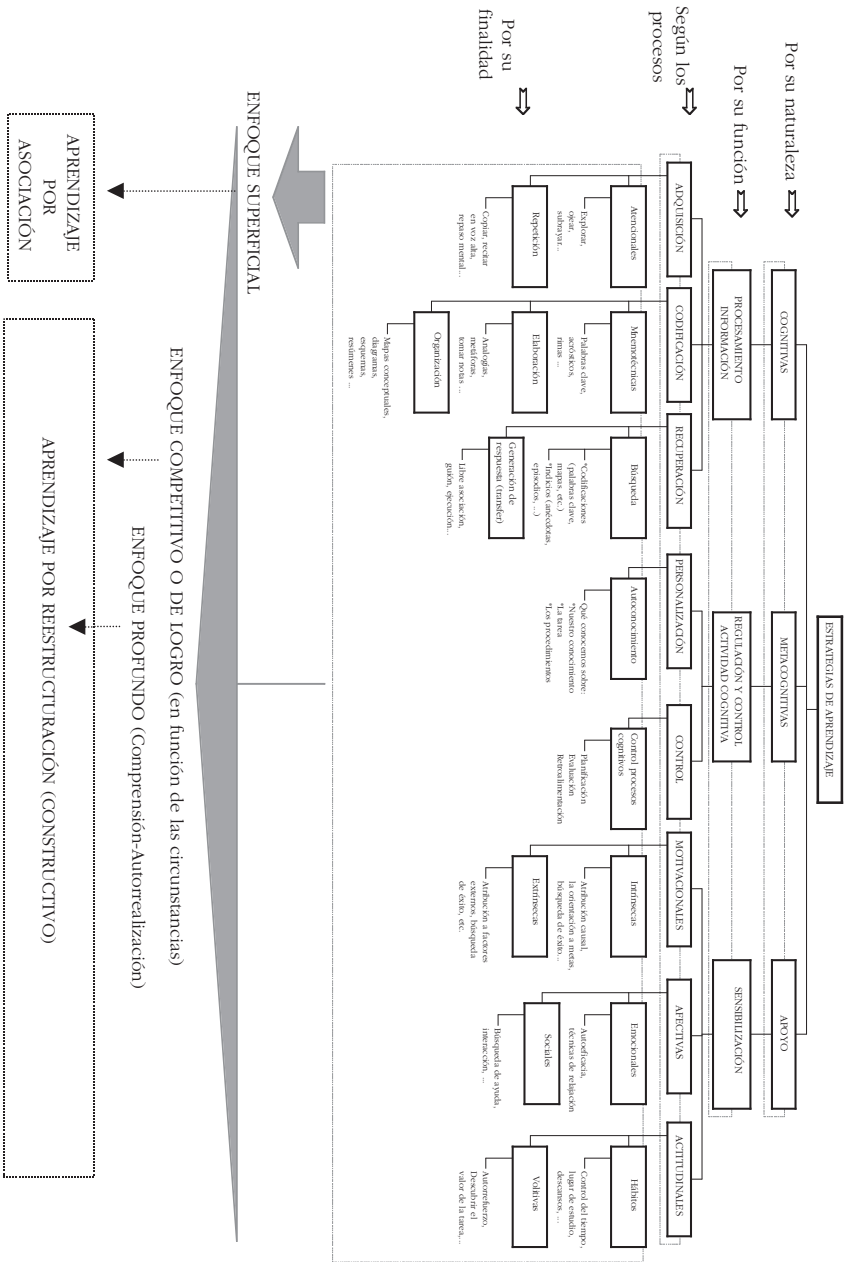 ESTRATEGIAS DE APRENDIZAJE
Por su naturaleza
COGNITIVAS
METACOGNITIVAS
APOYO
Por su función
PROCESAMIENTO
INFORMACIÓN
REGULACIÓN Y CONTROL
ACTIVIDAD COGNITIVA
SENSIBILIZACIÓN
Según los
procesos
ADQUISICIÓN
CODIFICACIÓN
RECUPERACIÓN
PERSONALIZACIÓN
CONTROL
MOTIVACIONALES
AFECTIVAS
ACTITUDINALES
Por su
finalidad
Atencionales
Explorar,
ojear,
subrayar...
Repetición
Copiar, recitar
en voz alta,
repaso mental...
Mnemotécnicas
Palabras clave,
acrósticos,
rimas ...
Elaboración
Analogías,
metáforas,
tomar notas ...
Organización
Mapas conceptuales,
diagramas,
esquemas,
resúmenes ...
Búsqueda
*Codificaciones
(palabras clave,
mapas, etc.)
*Indicios (anécdotas,
episodios, ...)
Generación de
respuesta (transfer)
Libre asociación,
guión, ejecución...
Autoconocimiento
Qué conocemos sobre:
*Nuestro conocimiento
*La tarea
*Los procedimientos
Control procesos
cognitivos
Planificación
Evaluación
Retroalimentación
Intrínsecas
Atribución causal,
la orientación a metas,
búsqueda de éxito...
Extrínsecas
Atribución a factores
externos, búsqueda
de éxito, etc.
Emocionales
Autoeficacia,
técnicas de relajación
Sociales
Búsqueda de ayuda,
interacción, ...
Hábitos
Control del tiempo,
lugar de estudio,
descansos, ...
Volitivas
Autorrefuerzo,
Descubrir el
valor de la tarea,...
ENFOQUE SUPERFICIAL
ENFOQUE COMPETITIVO O DE LOGRO (en función de las circunstancias)
ENFOQUE PROFUNDO (Comprensión-Autorrealización)
APRENDIZAJE
POR
ASOCIACIÓN
APRENDIZAJE POR REESTRUCTURACIÓN (CONSTRUCTIVO)